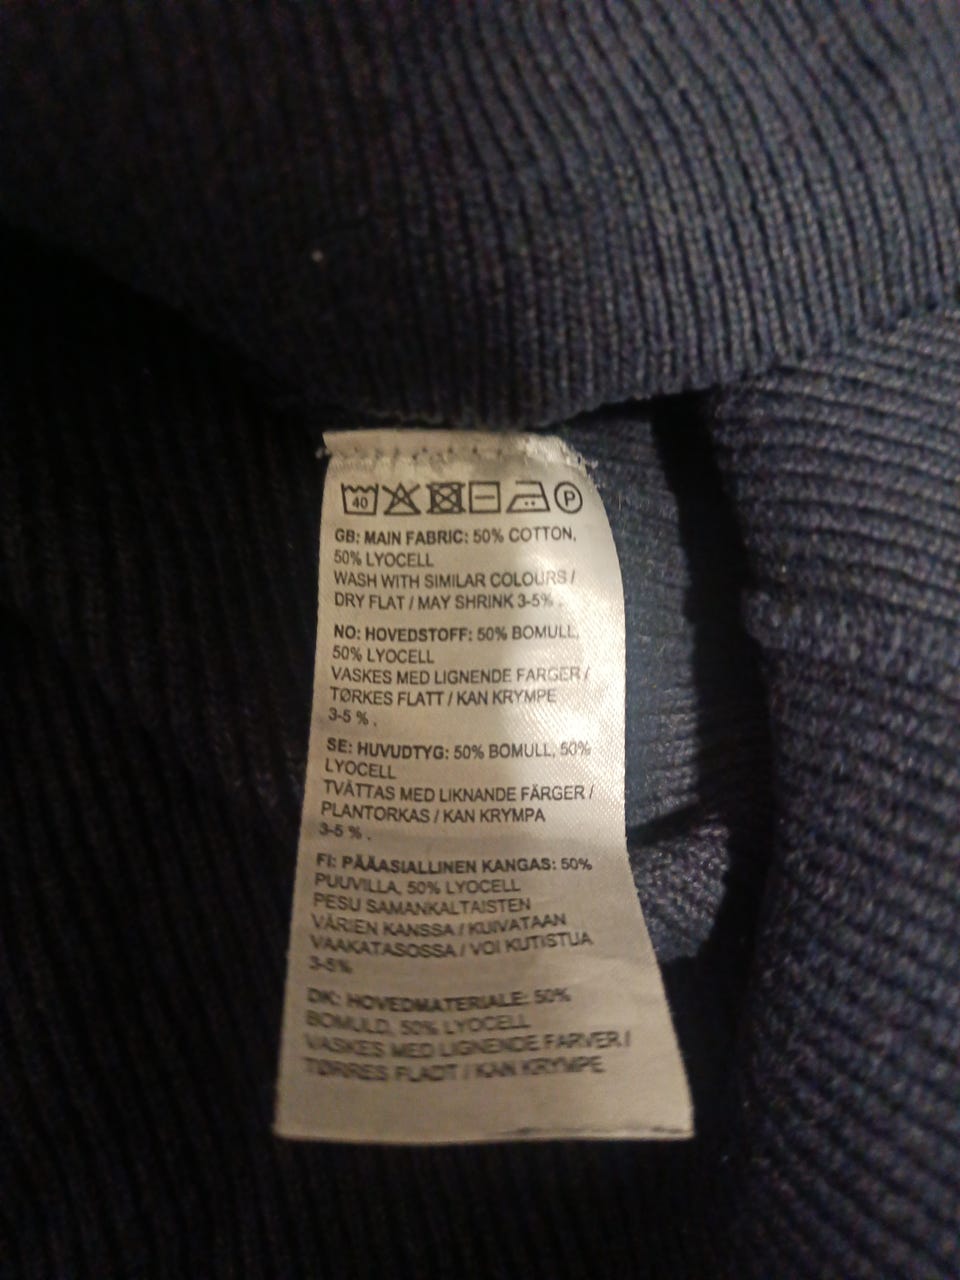 40 P
GB: MAIN FABRIC: 50% COTTON,
50% LYOCELL
WASH WITH SIMILAR COLOURS /
DRY FLAT / MAY SHRINK 3-5% .
NO: HOVEDSTOFF: 50% BOMULL,
50% LYOCELL
VASKES MED LIGNENDE FARGER /
TØRKES FLATT / KAN KRYMPE
3-5 % .
SE: HUVUDTYG: 50% BOMULL, 50%
LYOCELL
TVÄTTAS MED LIKNANDE FÄRGER /
PLANTORKAS / KAN KRYMPA
3-5 % .
FI: PÄÄASIALLINEN KANGAS: 50%
PUUVILLA, 50% LYOCELL
PESU SAMANKALTAISTEN
VÄRIEN KANSSA / KUIVATAAN
VAAKATASOSSA / VOI KUTISTUA
3-5%
DK: HOVEDMATERIALE: 50%
BOMULD, 50% LYOCELL
VASKES MED LIGNENDE FARVER /
TØRRES FLADT / KAN KRYMPE